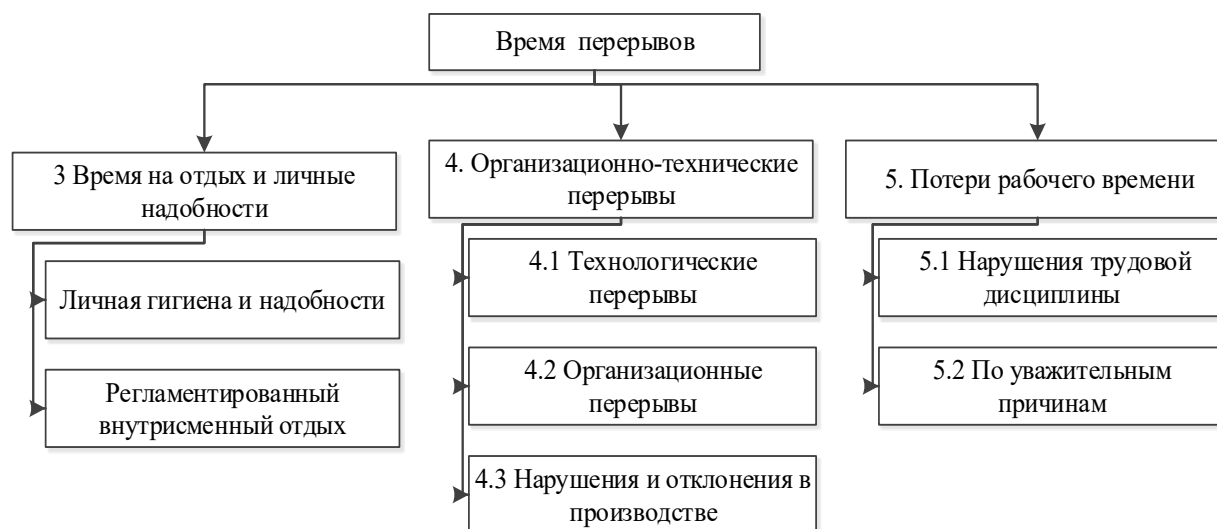 Время перерывов
3 Время на отдых и личные
надобности
Личная гигиена и надобности
Регламентированный
внутрисменный отдых
4. Организационно-технические
перерывы
4.1 Технологические
перерывы
4.2 Организационные
перерывы
4.3 Нарушения и отклонения в
производстве
5. Потери рабочего времени
5.1 Нарушения трудовой
дисциплины
5.2 По уважительным
причинам